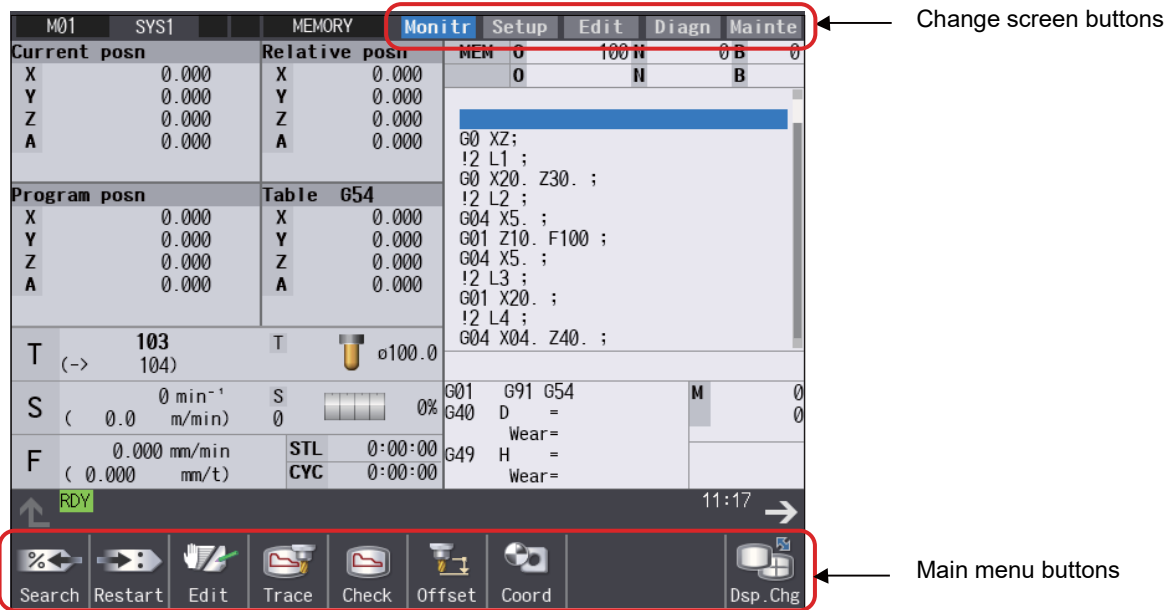 M01 SYS1 MEMORY Monitr Setup Edit Diagn Mainte
Change screen buttons
Current posn Relative posn MEM O 100 N 0 B 0
X 0.000 X 0.000 O N B
Y 0.000 Y 0.000
Z 0.000 Z 0.000
A 0.000 A 0.000
G0 XZ;
!2 L1 ;
G0 X20. Z30. ;
!2 L2 ;
G04 X5. ;
G01 Z10. F100 ;
G04 X5. ;
!2 L3 ;
G01 X20. ;
!2 L4 ;
G04 X04. Z40. ;
Program posn Table G54
X 0.000 X 0.000
Y 0.000 Y 0.000
Z 0.000 Z 0.000
A 0.000 A 0.000
T 103 T ø100.0
(-> 104)
S 0 min⁻¹ S 0%
( 0.0 m/min) 0
F 0.000 mm/min STL 0:00:00
( 0.000 mm/t) CYC 0:00:00
G01 G91 G54 M 0
G40 D = 0
Wear=
G49 H =
Wear=
RDY 11:17
Search Restart Edit Trace Check Offset Coord Dsp.Chg
Main menu buttons